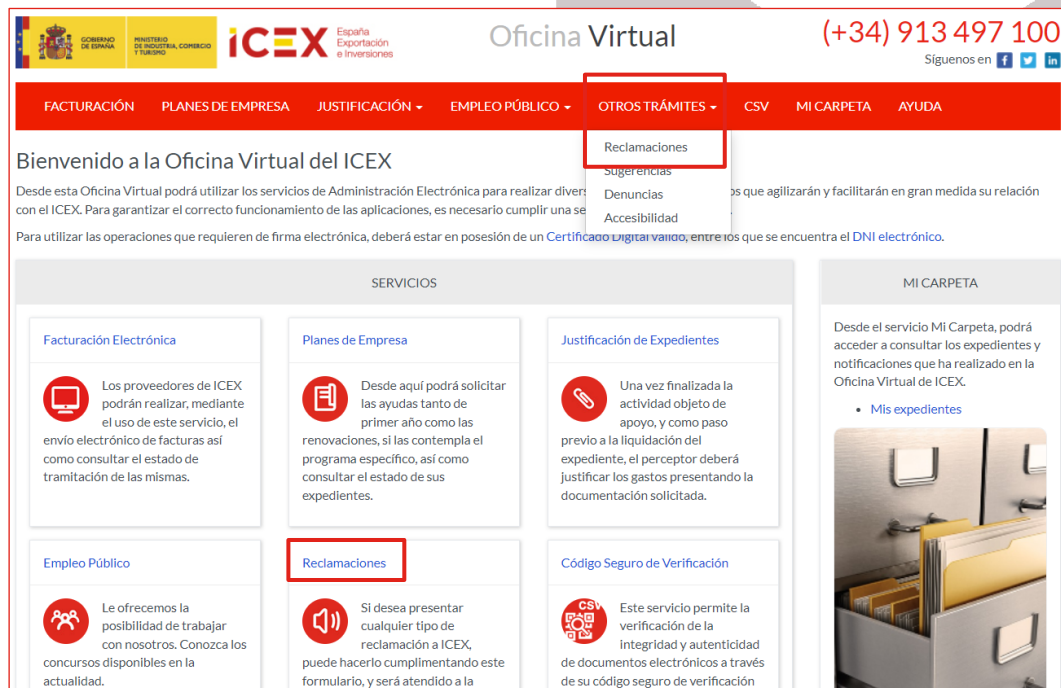 GOBIERNO
DE ESPAÑA
MINISTERIO
DE INDUSTRIA, COMERCIO
Y TURISMO
ICEX
España
Exportación
e Inversiones
Oficina Virtual
(+34) 913 497 100
Síguenos en
FACTURACIÓN PLANES DE EMPRESA JUSTIFICACIÓN EMPLEO PÚBLICO OTROS TRÁMITES CSV MI CARPETA AYUDA
Reclamaciones
Sugerencias
Denuncias
Accesibilidad
Bienvenido a la Oficina Virtual del ICEX
Desde esta Oficina Virtual podrá utilizar los servicios de Administración Electrónica para realizar divers os que agilizarán y facilitarán en gran medida su relación
con el ICEX. Para garantizar el correcto funcionamiento de las aplicaciones, es necesario cumplir una se
Para utilizar las operaciones que requieren de firma electrónica, deberá estar en posesión de un Certificado Digital válido, entre los que se encuentra el DNI electrónico.
SERVICIOS
Facturación Electrónica
Los proveedores de ICEX
podrán realizar, mediante
el uso de este servicio, el
envío electrónico de facturas así
como consultar el estado de
tramitación de las mismas.
Planes de Empresa
Desde aquí podrá solicitar
las ayudas tanto de
primer año como las
renovaciones, si las contempla el
programa específico, así como
consultar el estado de sus
expedientes.
Justificación de Expedientes
Una vez finalizada la
actividad objeto de
apoyo, y como paso
previo a la liquidación del
expediente, el perceptor deberá
justificar los gastos presentando la
documentación solicitada.
Empleo Público
Le ofrecemos la
posibilidad de trabajar
con nosotros. Conozca los
concursos disponibles en la
actualidad.
Reclamaciones
Si desea presentar
cualquier tipo de
reclamación a ICEX,
puede hacerlo cumplimentando este
formulario, y será atendido a la
Código Seguro de Verificación
CSV
Este servicio permite la
verificación de la
integridad y autenticidad
de documentos electrónicos a través
de su código seguro de verificación
MI CARPETA
Desde el servicio Mi Carpeta, podrá
acceder a consultar los expedientes y
notificaciones que ha realizado en la
Oficina Virtual de ICEX.
Mis expedientes